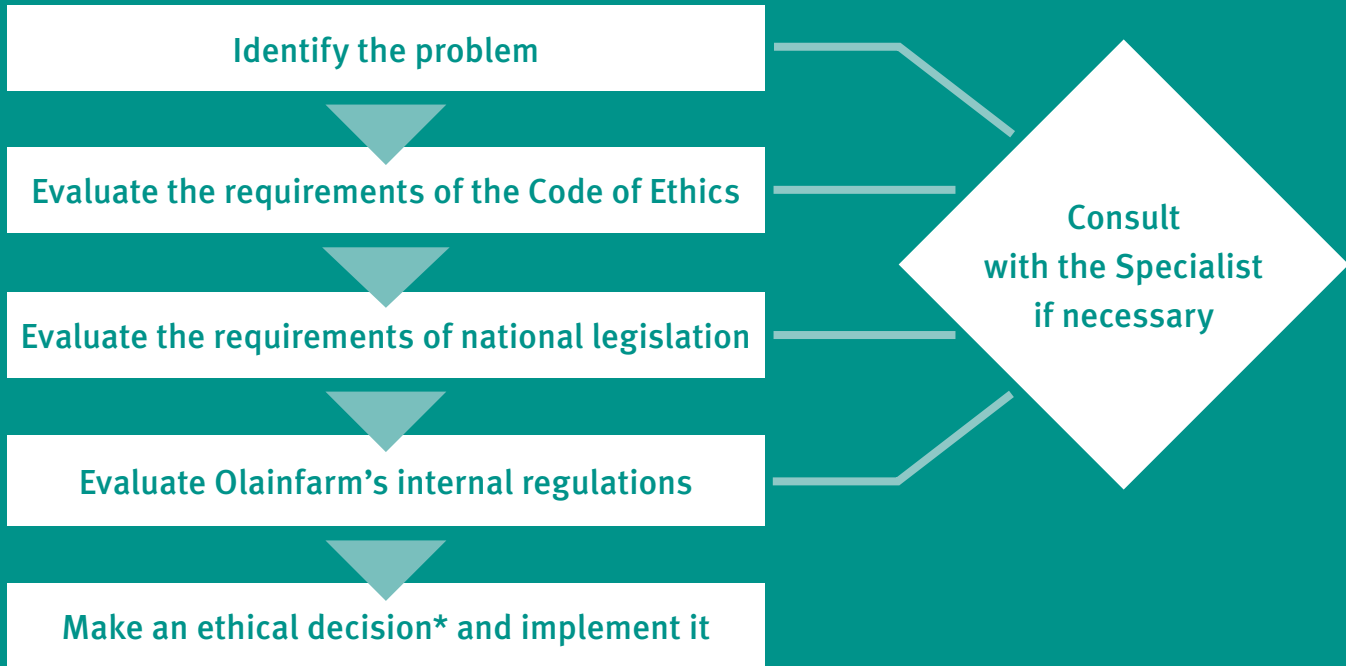 Identify the problem
Evaluate the requirements of the Code of Ethics
Evaluate the requirements of national legislation
Evaluate Olainfarm’s internal regulations
Make an ethical decision* and implement it
Consult
with the Specialist
if necessary